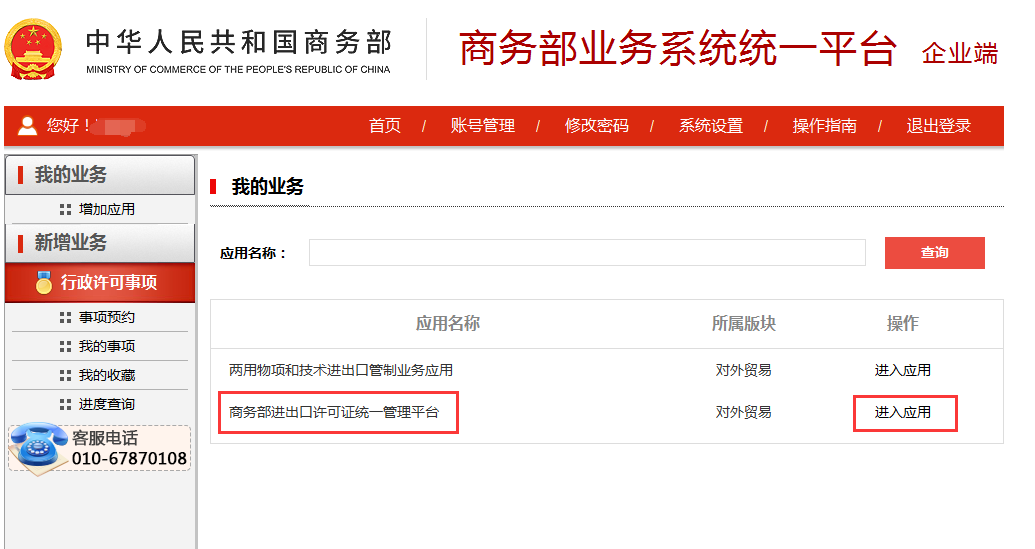 中华人民共和国商务部
MINISTRY OF COMMERCE OF THE PEOPLE'S REPUBLIC OF CHINA
商务部业务系统统一平台 企业端
您好！
首页 / 账号管理 / 修改密码 / 系统设置 / 操作指南 / 退出登录
我的业务
增加应用
新增业务
行政许可事项
事项预约
我的事项
我的收藏
进度查询
客服电话
010-67870108
我的业务
应用名称：
查询
应用名称 所属版块 操作
两用物项和技术进出口管制业务应用 对外贸易 进入应用
商务部进出口许可证统一管理平台 对外贸易 进入应用